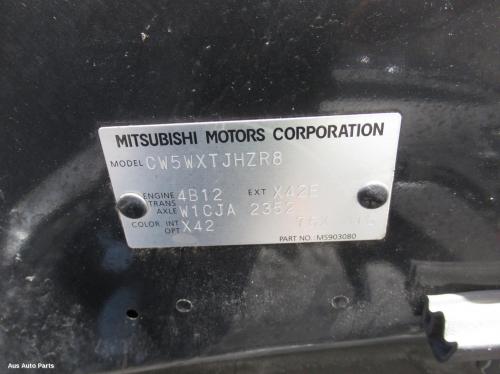 MITSUBISHI MOTORS CORPORATION
MODEL CW5WXTJHZR8
ENGINE 4B12 EXT X42E
TRANS AXLE W1CJA 2352
COLOR INT OPT X42
PART NO. MS903080
Aus Auto Parts